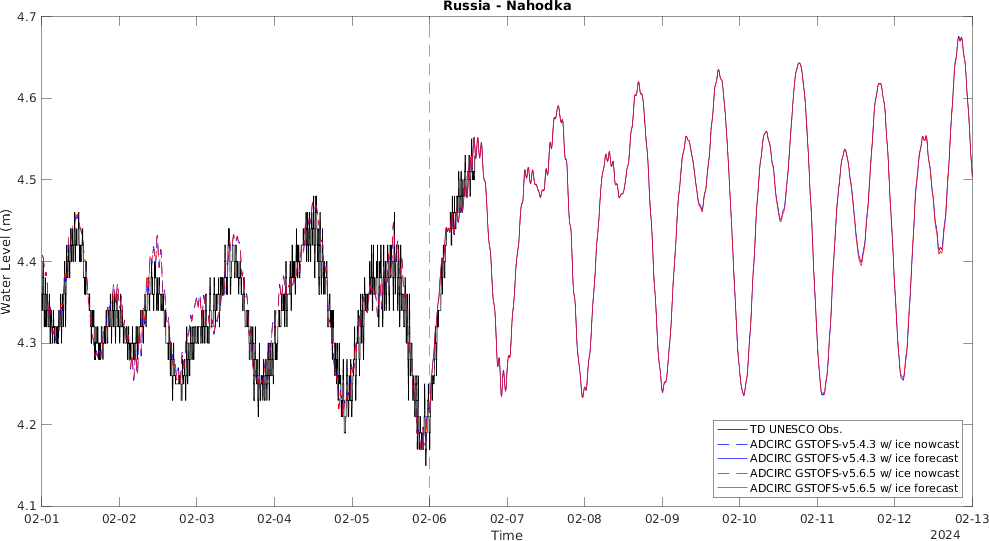 Russia - Nahodka
4.7
4.6
4.5
4.4
4.3
4.2
4.1
Water Level (m)
02-01 02-02 02-03 02-04 02-05 02-06 02-07 02-08 02-09 02-10 02-11 02-12 02-13
Time
2024
TD UNESCO Obs.
ADCIRC GSTOFS-v5.4.3 w/ ice nowcast
ADCIRC GSTOFS-v5.4.3 w/ ice forecast
ADCIRC GSTOFS-v5.6.5 w/ ice nowcast
ADCIRC GSTOFS-v5.6.5 w/ ice forecast